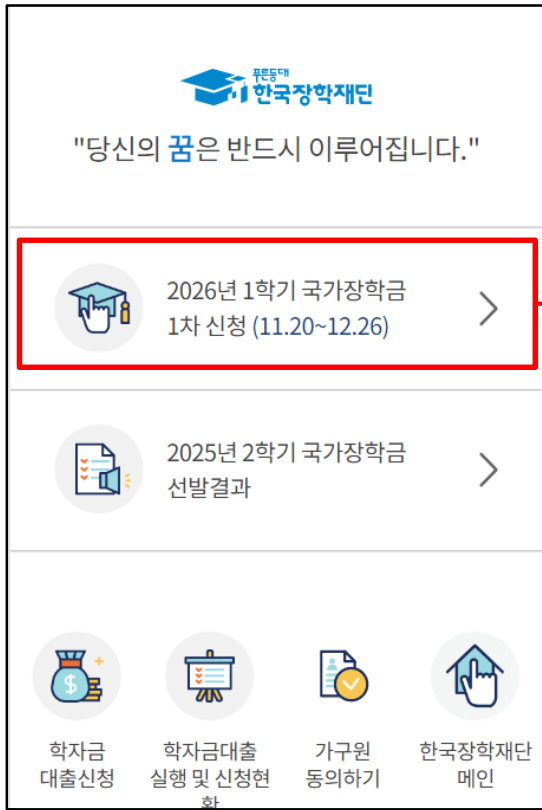 푸른등대
한국장학재단
"당신의 꿈은 반드시 이루어집니다."
2026년 1학기 국가장학금
1차 신청 (11.20~12.26)
2025년 2학기 국가장학금
선발결과
학자금
대출신청
학자금대출
실행 및 신청현
황
가구원
동의하기
한국장학재단
메인